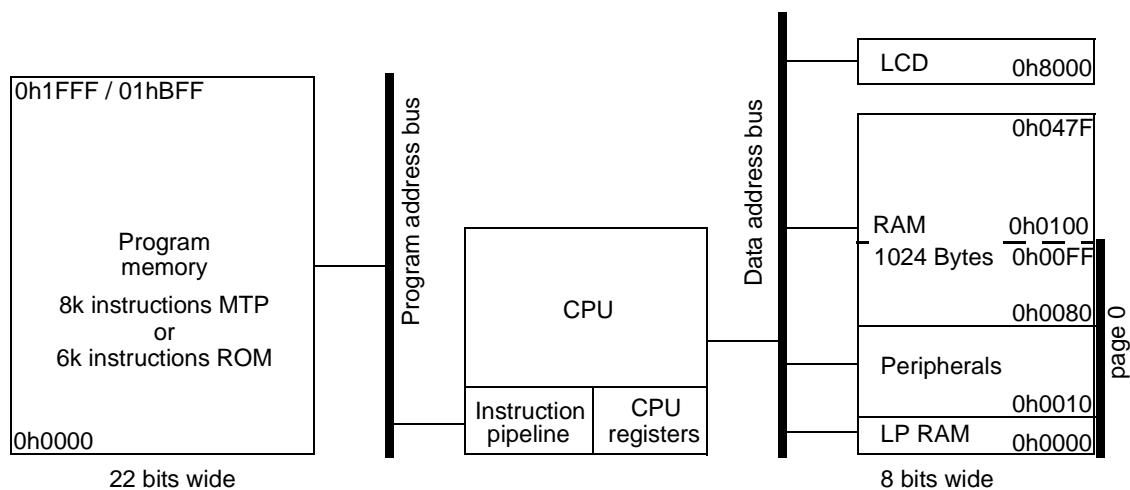 0h1FFF / 01hBFF
Program
memory
8k instructions MTP
or
6k instructions ROM
0h0000
22 bits wide
Program address bus
CPU
Instruction
pipeline
CPU
registers
Data address bus
LCD 0h8000
0h047F
RAM 0h0100
1024 Bytes 0h00FF
0h0080
Peripherals
0h0010
LP RAM 0h0000
page 0
8 bits wide